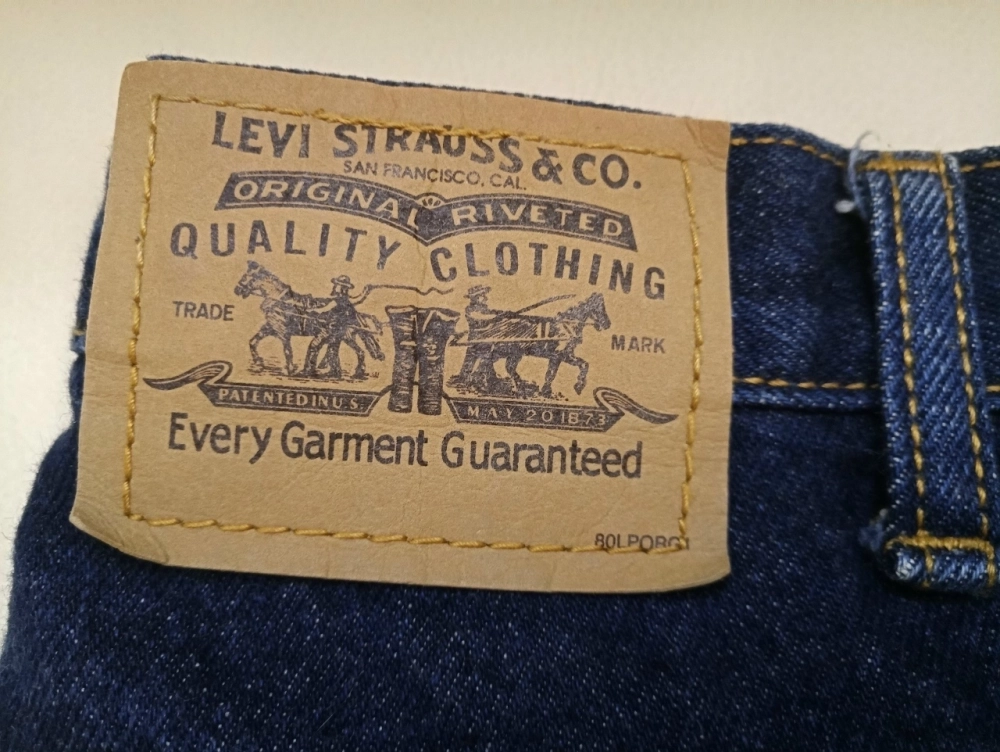 LEVI STRAUSS & CO.
SAN FRANCISCO, CAL.
ORIGINAL RIVETED
QUALITY CLOTHING
TRADE MARK
PATENTED IN U.S. MAY 20 1873
Every Garment Guaranteed